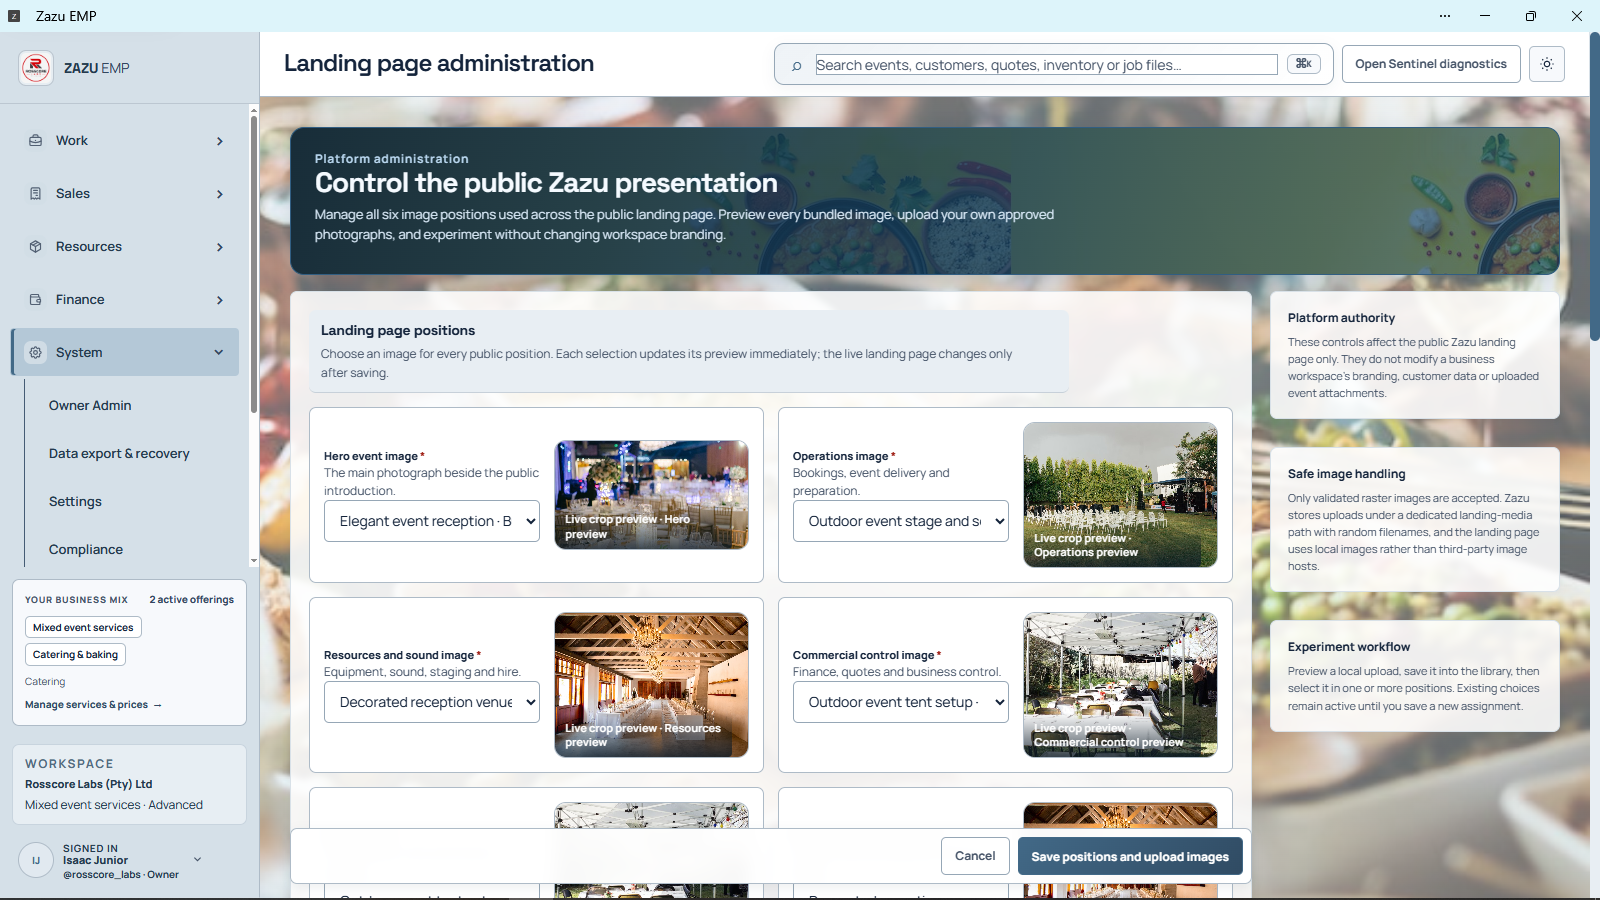 Zazu EMP
ZAZU EMP
Work
Sales
Resources
Finance
System
Owner Admin
Data export & recovery
Settings
Compliance
YOUR BUSINESS MIX
2 active offerings
Mixed event services
Catering & baking
Catering
Manage services & prices →
WORKSPACE
Rosscore Labs (Pty) Ltd
Mixed event services · Advanced
IJ
SIGNED IN
Isaac Junior
@rosscore_labs · Owner
Landing page administration
Search events, customers, quotes, inventory or job files...
⌘K
Open Sentinel diagnostics
Platform administration
Control the public Zazu presentation
Manage all six image positions used across the public landing page. Preview every bundled image, upload your own approved
photographs, and experiment without changing workspace branding.
Landing page positions
Choose an image for every public position. Each selection updates its preview immediately; the live landing page changes only
after saving.
Hero event image *
The main photograph beside the public
introduction.
Elegant event reception · B
Live crop preview · Hero
preview
Operations image *
Bookings, event delivery and
preparation.
Outdoor event stage and s
Live crop preview ·
Operations preview
Resources and sound image *
Equipment, sound, staging and hire.
Decorated reception venue
Live crop preview · Resources
preview
Commercial control image *
Finance, quotes and business control.
Outdoor event tent setup ·
Live crop preview ·
Commercial control preview
Cancel
Save positions and upload images
Platform authority
These controls affect the public Zazu landing
page only. They do not modify a business
workspace's branding, customer data or uploaded
event attachments.
Safe image handling
Only validated raster images are accepted. Zazu
stores uploads under a dedicated landing-media
path with random filenames, and the landing page
uses local images rather than third-party image
hosts.
Experiment workflow
Preview a local upload, save it into the library, then
select it in one or more positions. Existing choices
remain active until you save a new assignment.